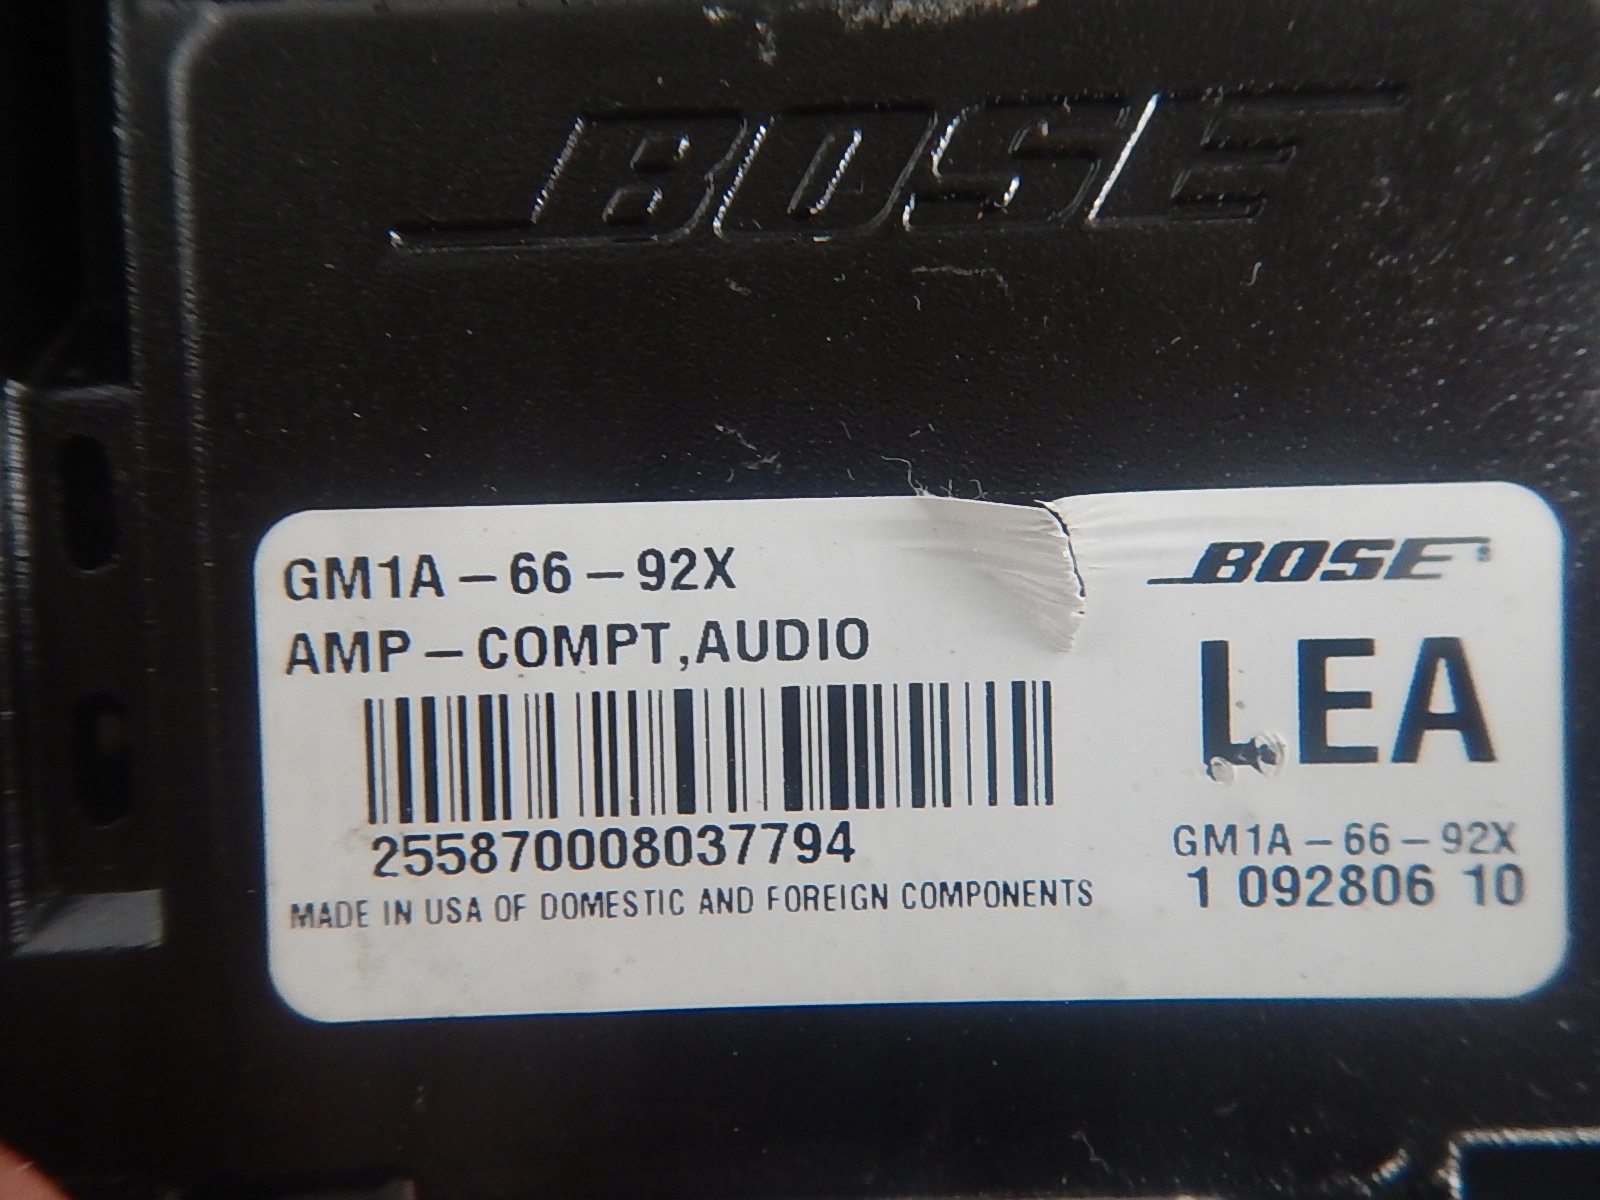 BOSE
GM1A-66-92X
AMP-COMPT,AUDIO
255870008037794
MADE IN USA OF DOMESTIC AND FOREIGN COMPONENTS
BOSE®
LEA
GM1A-66-92X
1 092806 10